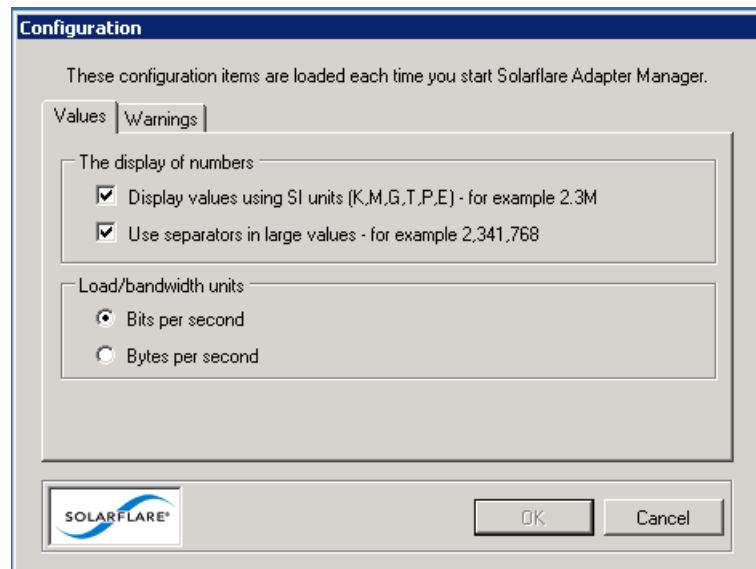 Configuration
These configuration items are loaded each time you start Solarflare Adapter Manager.
Values
Warnings
The display of numbers
Display values using SI units (K,M,G,T,P,E) - for example 2.3M
Use separators in large values - for example 2,341,768
Load/bandwidth units
Bits per second
Bytes per second
SOLARFLARE®
OK
Cancel